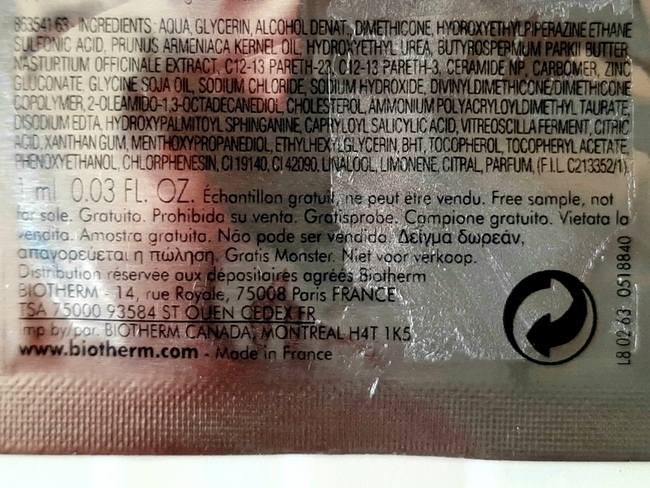 863541 63 - INGREDIENTS: AQUA, GLYCERIN, ALCOHOL DENAT., DIMETHICONE, HYDROXYETHYLPIPERAZINE ETHANE
SULFONIC ACID, PRUNUS ARMENIACA KERNEL OIL, HYDROXYETHYL UREA, BUTYROSPERMUM PARKII BUTTER,
NASTURTIUM OFFICINALE EXTRACT, C12-13 PARETH-23, C12-13 PARETH-3, CERAMIDE NP, CARBOMER, ZINC
GLUCONATE, GLYCINE SOJA OIL, SODIUM CHLORIDE, SODIUM HYDROXIDE, DIVINYLDIMETHICONE/DIMETHICONE
COPOLYMER, 2-OLEAMIDO-1,3-OCTADECANEDIOL, CHOLESTEROL, AMMONIUM POLYACRYLOYLDIMETHYL TAURATE,
DISODIUM EDTA, HYDROXYPALMITOYL SPHINGANINE, CAPRYLOYL SALICYLIC ACID, VITREOSCILLA FERMENT, CITRIC
ACID, XANTHAN GUM, MENTHOXYPROPANEDIOL, ETHYLHEXYLGLYCERIN, BHT, TOCOPHEROL, TOCOPHERYL ACETATE,
PHENOXYETHANOL, CHLORPHENESIN, CI 19140, CI 42090, LINALOOL, LIMONENE, CITRAL, PARFUM, (F.I.L. C213352/1).
1 ml 0.03 FL. OZ. Échantillon gratuit, ne peut être vendu. Free sample, not
for sale. Gratuito. Prohibida su venta. Gratisprobe. Campione gratuito. Vietata la
vendita. Amostra gratuita. Não pode ser vendida. Δείγμα δωρεάν,
απαγορεύεται η πώληση. Gratis Monster. Niet voor verkoop.
Distribution réservée aux dépositaires agréés Biotherm
BIOTHERM - 14, rue Royale, 75008 Paris FRANCE
TSA 75000 93584 ST OUEN CEDEX FR
Imp by/par. BIOTHERM CANADA, MONTREAL H4T 1K5
www.biotherm.com - Made in France
L8 02 63 0518840